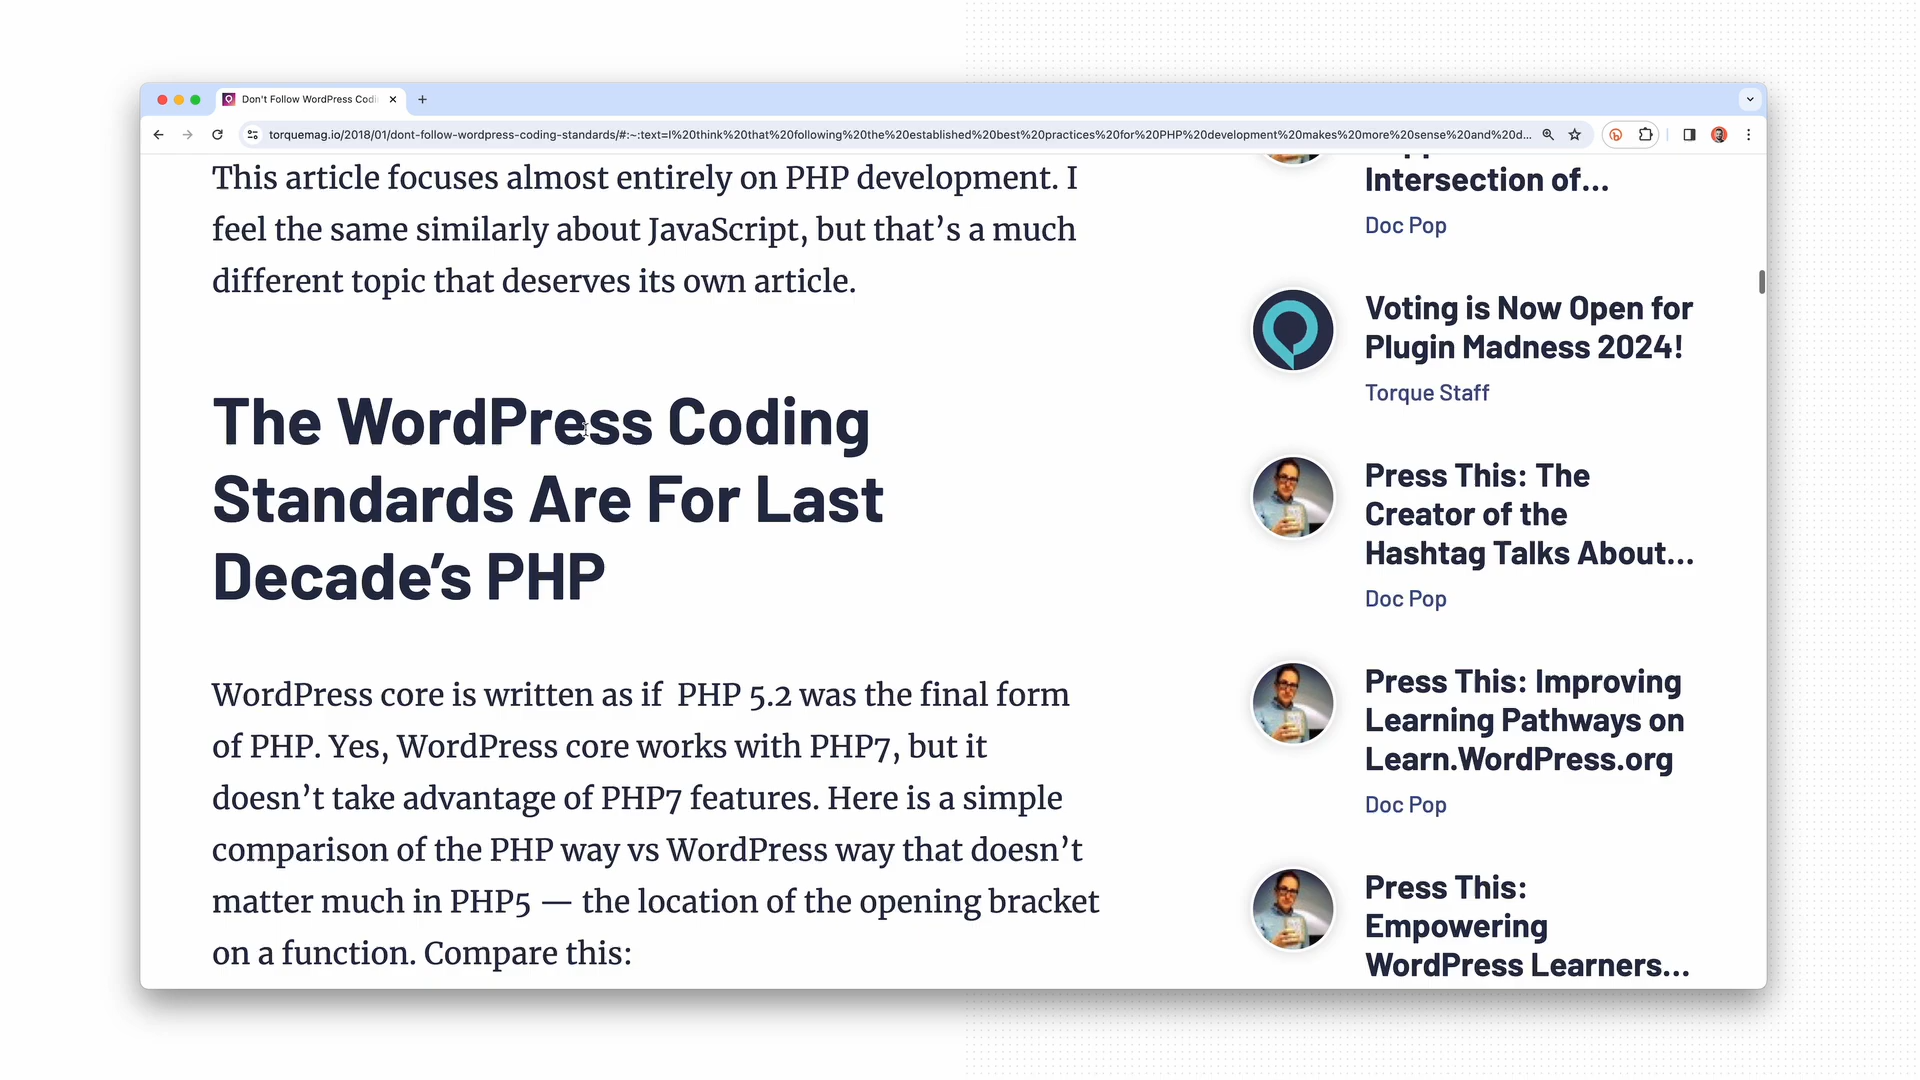 Don't Follow WordPress Codi
torquemag.io/2018/01/dont-follow-wordpress-coding-standards/#:~:text=I%20think%20that%20following%20the%20established%20best%20practices%20for%20PHP%20development%20makes%20more%20sense%20and%20d...
This article focuses almost entirely on PHP development. I
feel the same similarly about JavaScript, but that’s a much
different topic that deserves its own article.
The WordPress Coding
Standards Are For Last
Decade’s PHP
WordPress core is written as if  PHP 5.2 was the final form
of PHP. Yes, WordPress core works with PHP7, but it
doesn’t take advantage of PHP7 features. Here is a simple
comparison of the PHP way vs WordPress way that doesn’t
matter much in PHP5 — the location of the opening bracket
on a function. Compare this:
Intersection of...
Doc Pop
Voting is Now Open for
Plugin Madness 2024!
Torque Staff
Press This: The
Creator of the
Hashtag Talks About...
Doc Pop
Press This: Improving
Learning Pathways on
Learn.WordPress.org
Doc Pop
Press This:
Empowering
WordPress Learners...